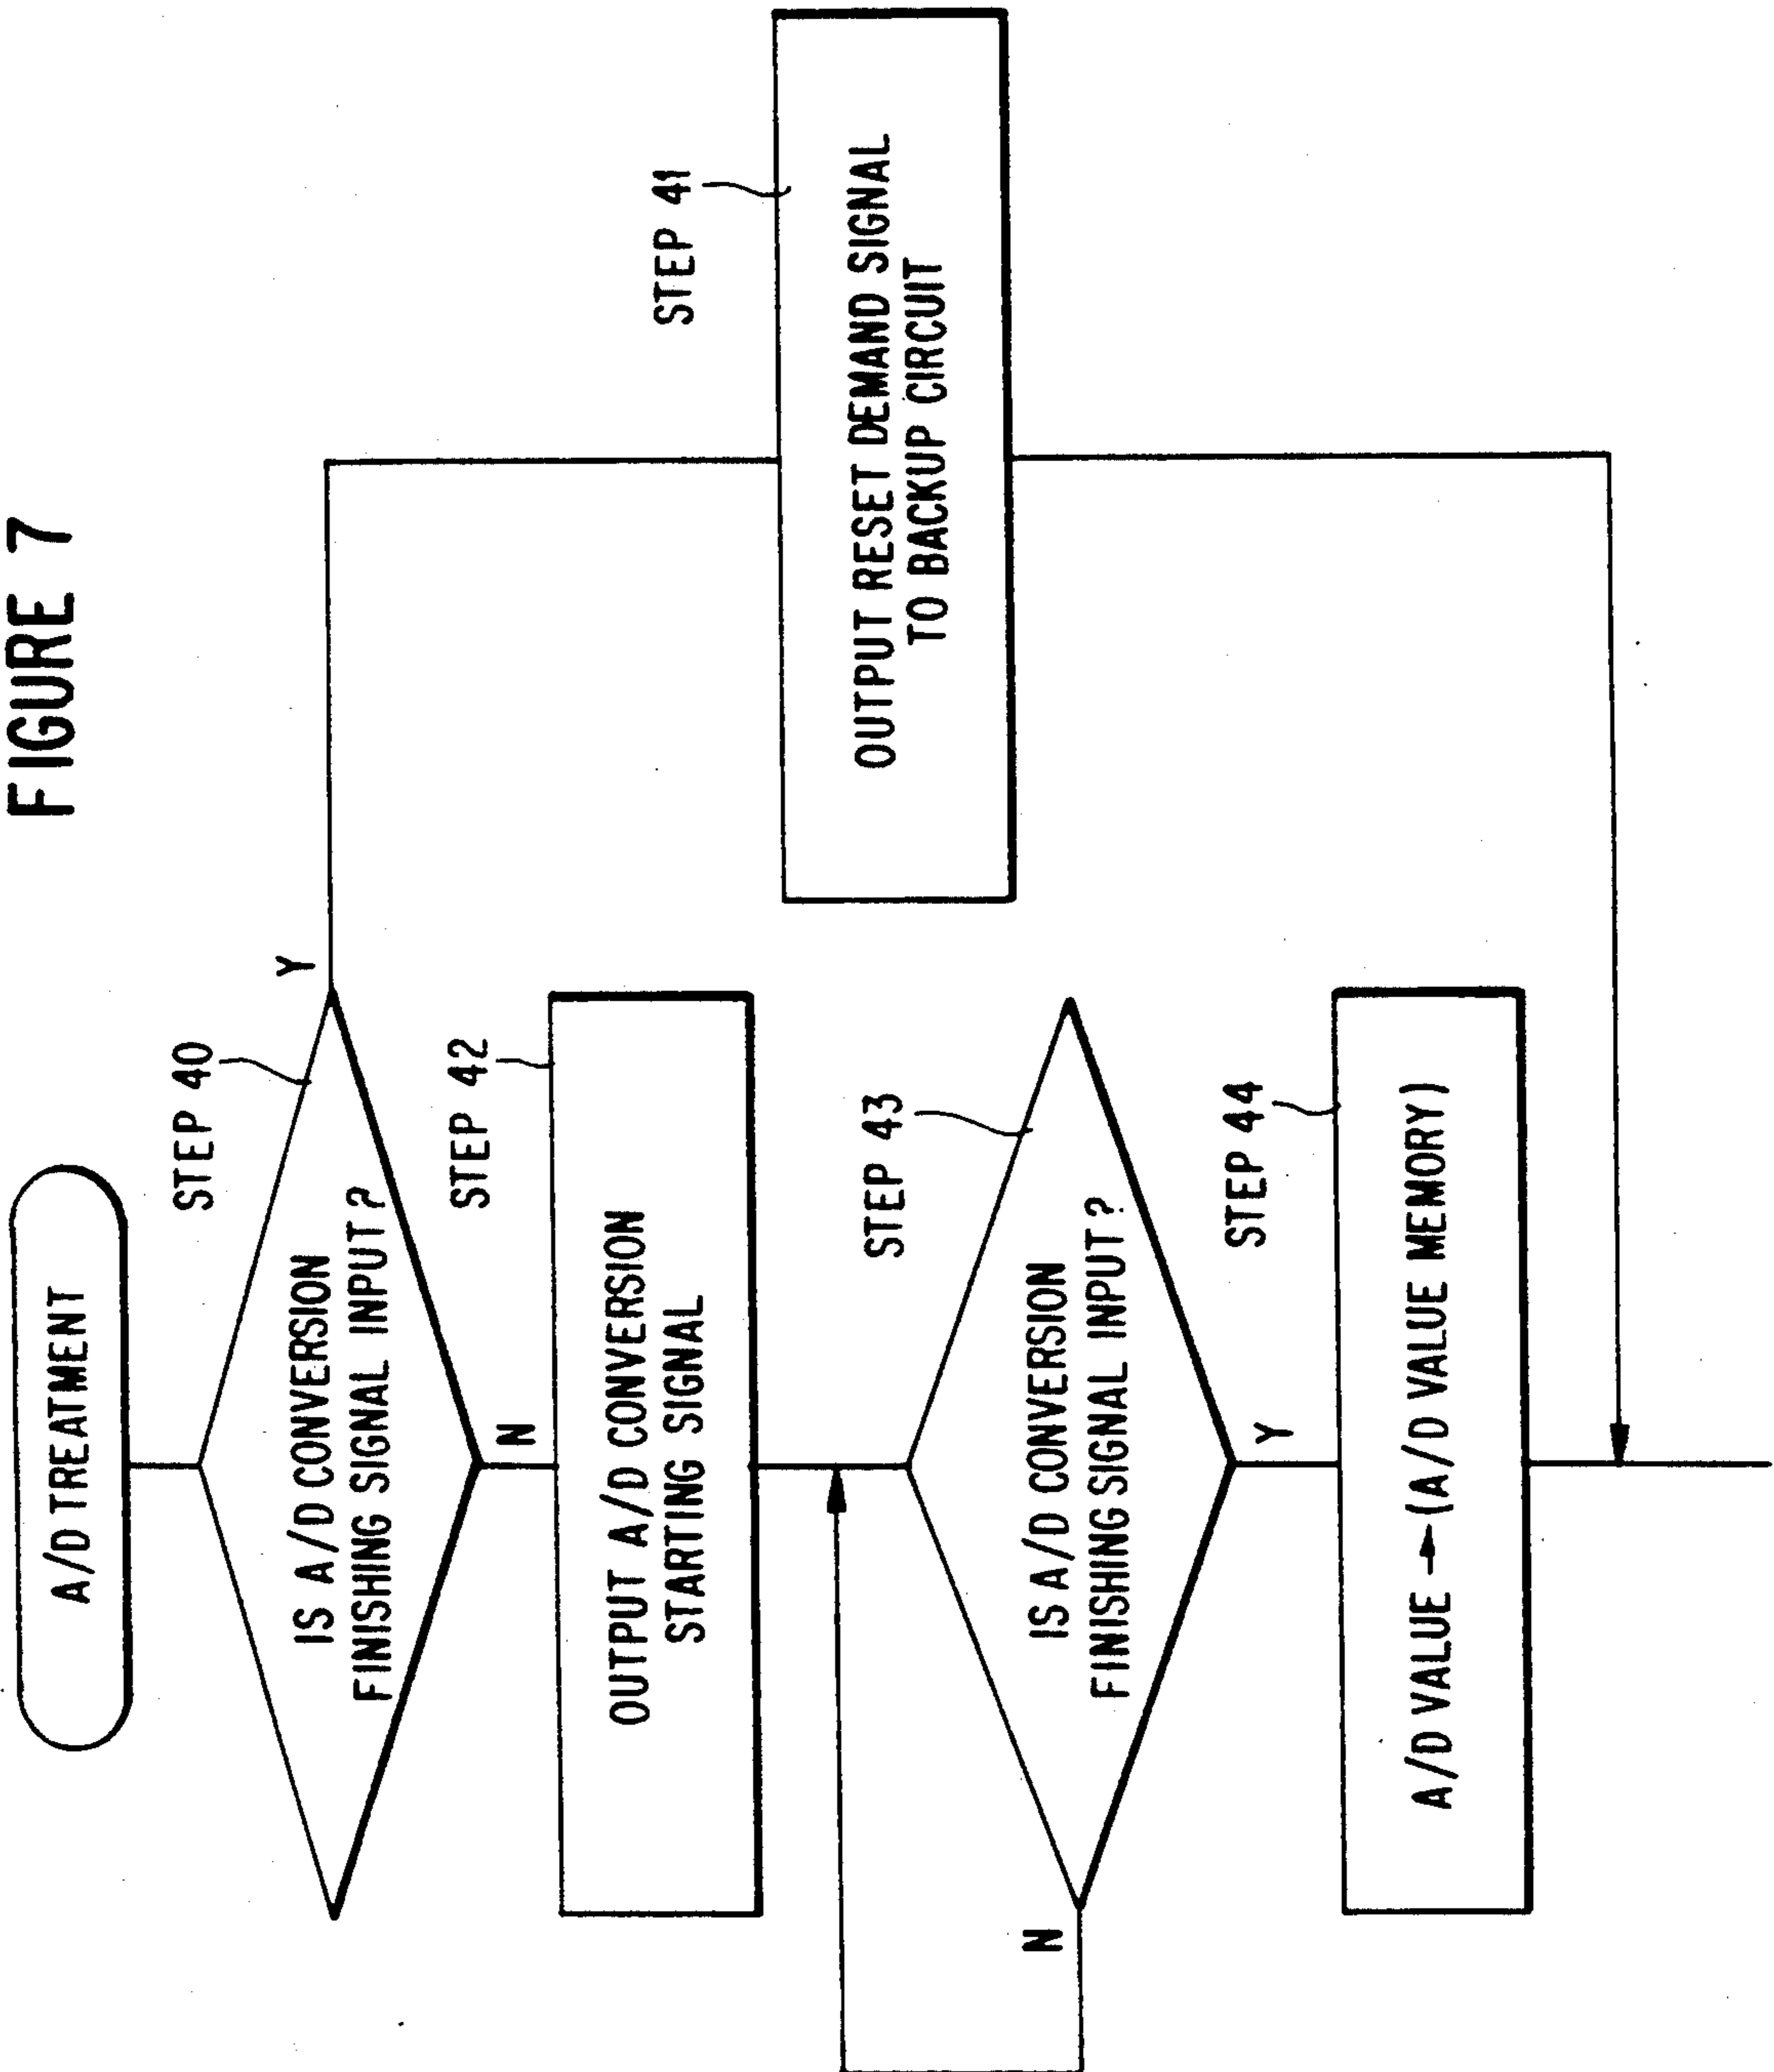 FIGURE 7
A/D TREATMENT
STEP 40
IS A/D CONVERSION
FINISHING SIGNAL INPUT?
Y
N
STEP 41
OUTPUT RESET DEMAND SIGNAL
TO BACKUP CIRCUIT
STEP 42
OUTPUT A/D CONVERSION
STARTING SIGNAL
STEP 43
IS A/D CONVERSION
FINISHING SIGNAL INPUT?
N
Y
STEP 44
A/D VALUE → (A/D VALUE MEMORY)